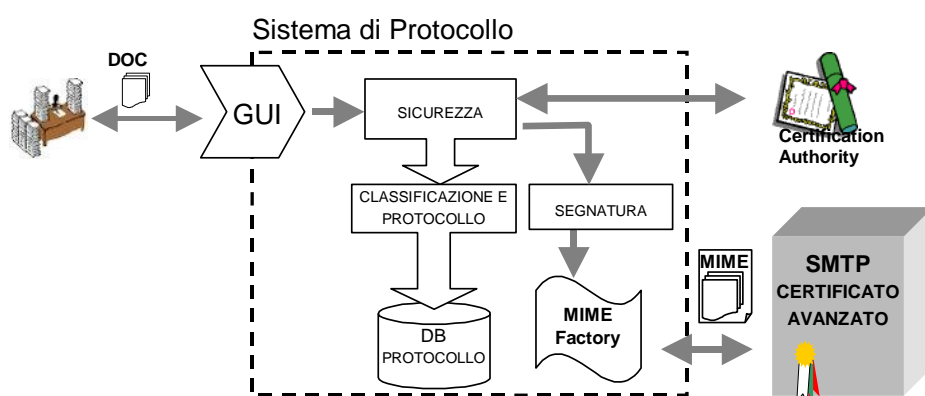 Sistema di Protocollo
DOC
GUI
SICUREZZA
Certification
Authority
CLASSIFICAZIONE E
PROTOCOLLO
SEGNATURA
MIME
SMTP
CERTIFICATO
AVANZATO
DB
PROTOCOLLO
MIME
Factory